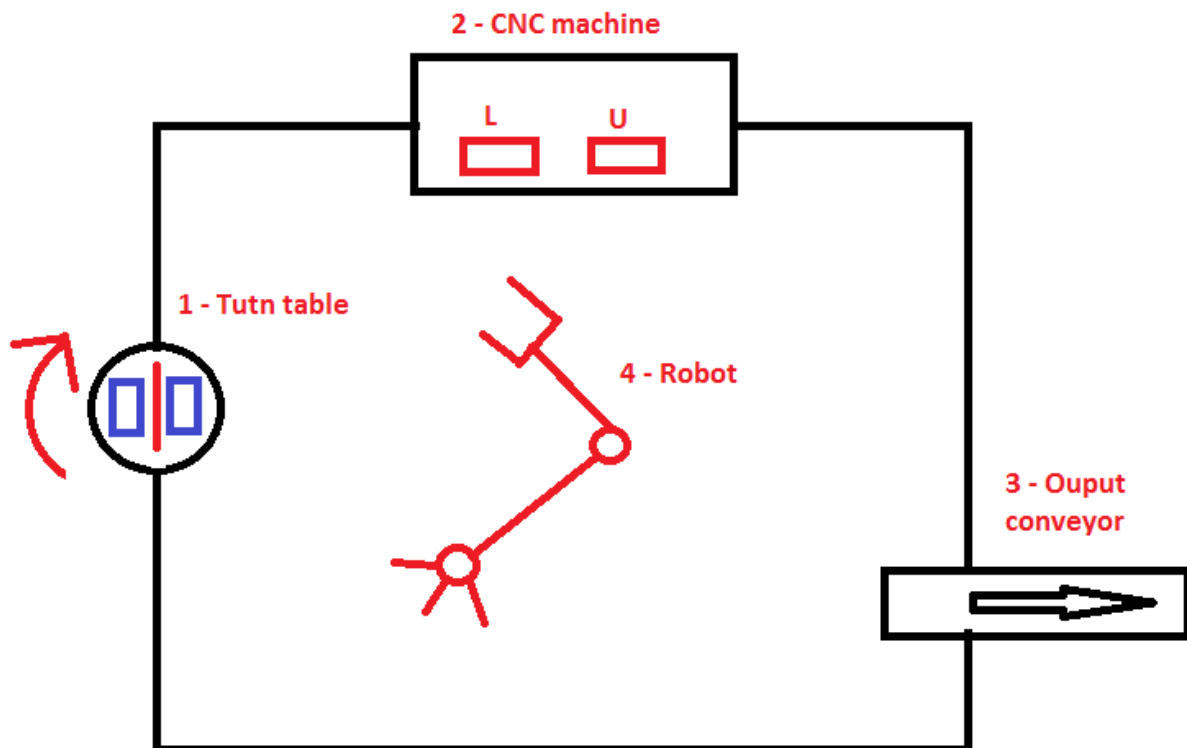 2 - CNC machine
L
U
1 - Tutn table
4 - Robot
3 - Ouput
conveyor